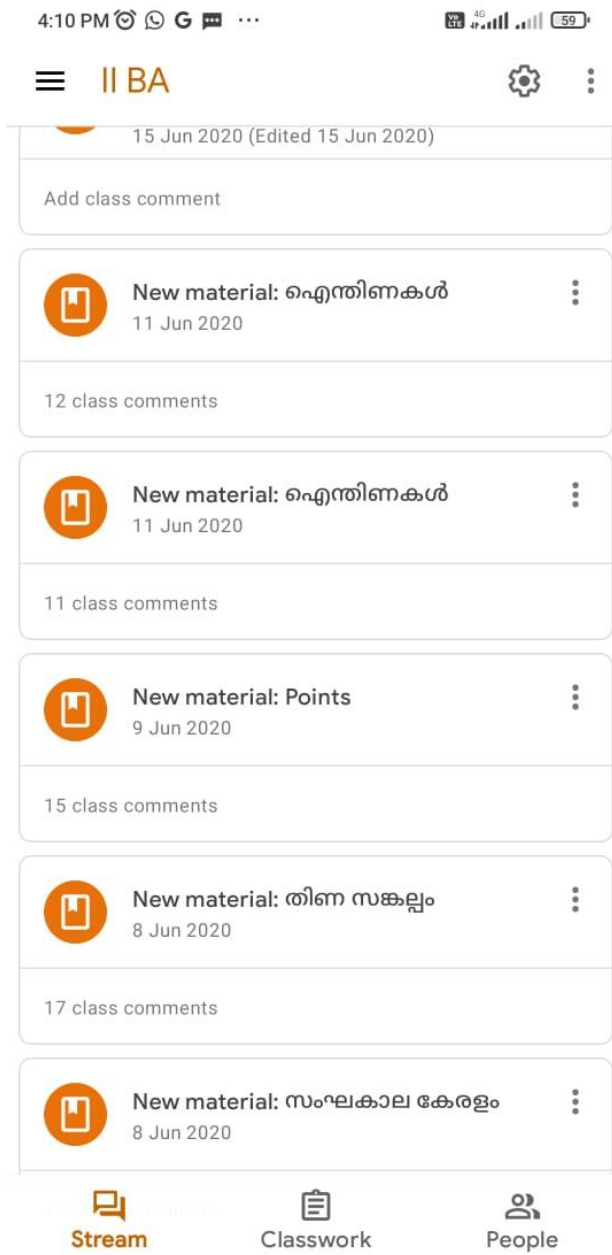 4:10 PM G ...
Vo LTE 4G 59
II BA
15 Jun 2020 (Edited 15 Jun 2020)
Add class comment
New material: ഐന്തിണകൾ
11 Jun 2020
12 class comments
New material: ഐന്തിണകൾ
11 Jun 2020
11 class comments
New material: Points
9 Jun 2020
15 class comments
New material: തിണ സങ്കല്പം
8 Jun 2020
17 class comments
New material: സംഘകാല കേരളം
8 Jun 2020
Stream Classwork People